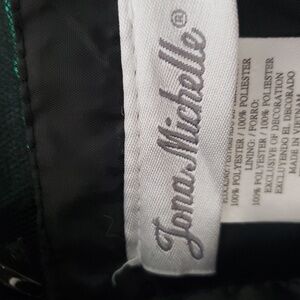 Jona Michelle®
100% POLYESTER / 100% POLIESTER
LINING: / FORRO:
100% POLYESTER / 100% POLIESTER
EXCLUSIVE OF DECORATION
EXCLUYENDO EL DECORADO
MADE IN